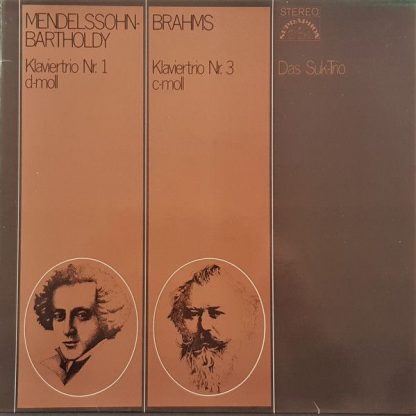 MENDELSSOHN-
BARTHOLDY
Klaviertrio Nr. 1
d-moll
BRAHMS
Klaviertrio Nr. 3
c-moll
STEREO
SUPRAPHON
Das Suk-Trio